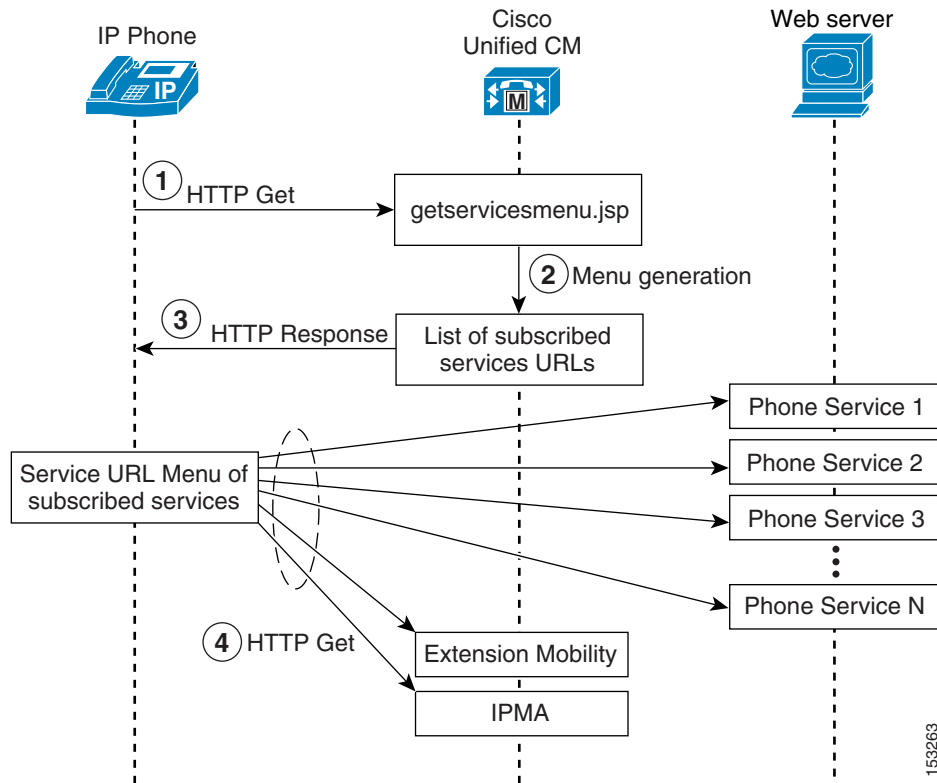 IP Phone
Cisco
Unified CM
Web server
IP
M
1
HTTP Get
getservicesmenu.jsp
2
Menu generation
3
HTTP Response
List of subscribed
services URLs
Phone Service 1
Service URL Menu of
subscribed services
Phone Service 2
Phone Service 3
Phone Service N
4
HTTP Get
Extension Mobility
IPMA
153263